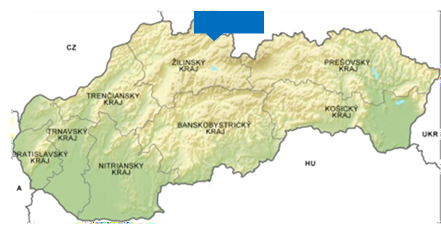 CZ
ŽILINSKÝ
KRAJ
PREŠOVSKÝ
KRAJ
TRENČIANSKY
KRAJ
KOŠICKÝ
KRAJ
BANSKOBYSTRICKÝ
KRAJ
TRNAVSKÝ
KRAJ
UKR
BRATISLAVSKÝ
KRAJ
NITRIANSKY
KRAJ
HU
A